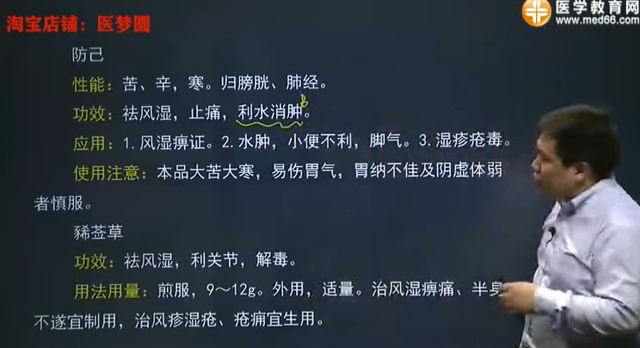 淘宝店铺：医梦圆
医学教育网
www.med66.com
防己
性能：苦、辛，寒。归膀胱、肺经。
功效：祛风湿，止痛，利水消肿。
应用：1.风湿痹证。2.水肿，小便不利，脚气。3.湿疹疮毒。
使用注意：本品大苦大寒，易伤胃气，胃纳不佳及阴虚体弱
者慎服。
豨莶草
功效：祛风湿，利关节，解毒。
用法用量：煎服，9～12g。外用，适量。治风湿痹痛、半身
不遂宜制用，治风疹湿疮、疮痈宜生用。